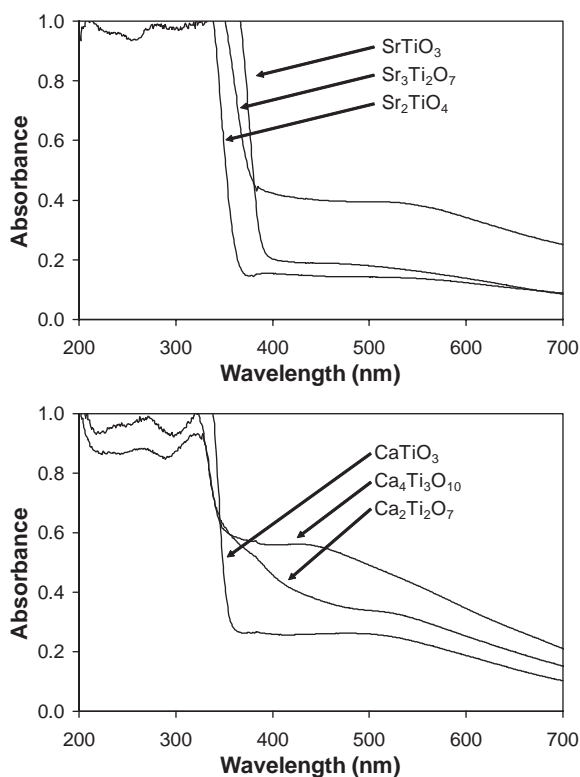 1.0
0.8
0.6
0.4
0.2
0.0
Absorbance
SrTiO₃
Sr₃Ti₂O₇
Sr₂TiO₄
200 300 400 500 600 700
Wavelength (nm)
1.0
0.8
0.6
0.4
0.2
0.0
Absorbance
CaTiO₃
Ca₄Ti₃O₁₀
Ca₂Ti₂O₇
200 300 400 500 600 700
Wavelength (nm)